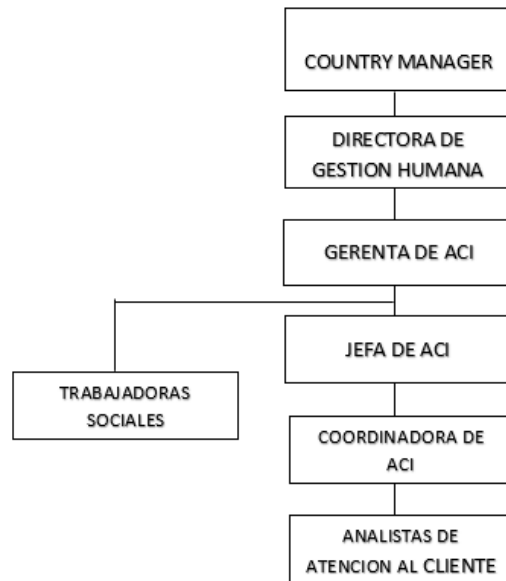 COUNTRY MANAGER
DIRECTORA DE
GESTION HUMANA
GERENTA DE ACI
JEFA DE ACI
TRABAJADORAS
SOCIALES
COORDINADORA DE
ACI
ANALISTAS DE
ATENCION AL CLIENTE